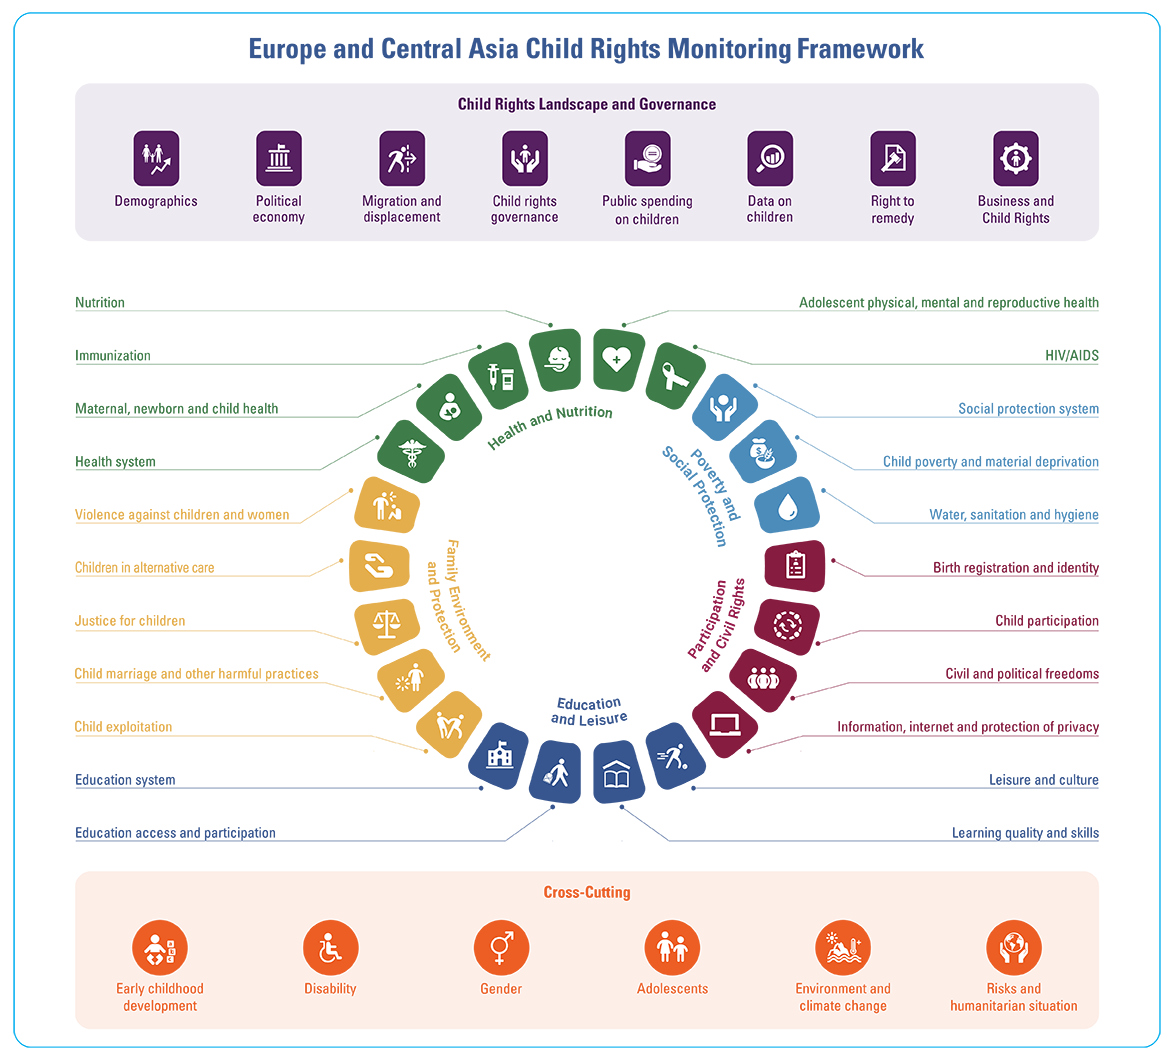 Europe and Central Asia Child Rights Monitoring Framework
Child Rights Landscape and Governance
Demographics
Political
economy
Migration and
displacement
Child rights
governance
Public spending
on children
Data on
children
Right to
remedy
Business and
Child Rights
Nutrition
Immunization
Maternal, newborn and child health
Health system
Violence against children and women
Children in alternative care
Justice for children
Child marriage and other harmful practices
Child exploitation
Education system
Education access and participation
Adolescent physical, mental and reproductive health
HIV/AIDS
Social protection system
Child poverty and material deprivation
Water, sanitation and hygiene
Birth registration and identity
Child participation
Civil and political freedoms
Information, internet and protection of privacy
Leisure and culture
Learning quality and skills
Health and Nutrition
Poverty and
Social Protection
Participation
and Civil Rights
Education
and Leisure
Family Environment
and Protection
Cross-Cutting
Early childhood
development
Disability
Gender
Adolescents
Environment and
climate change
Risks and
humanitarian situation